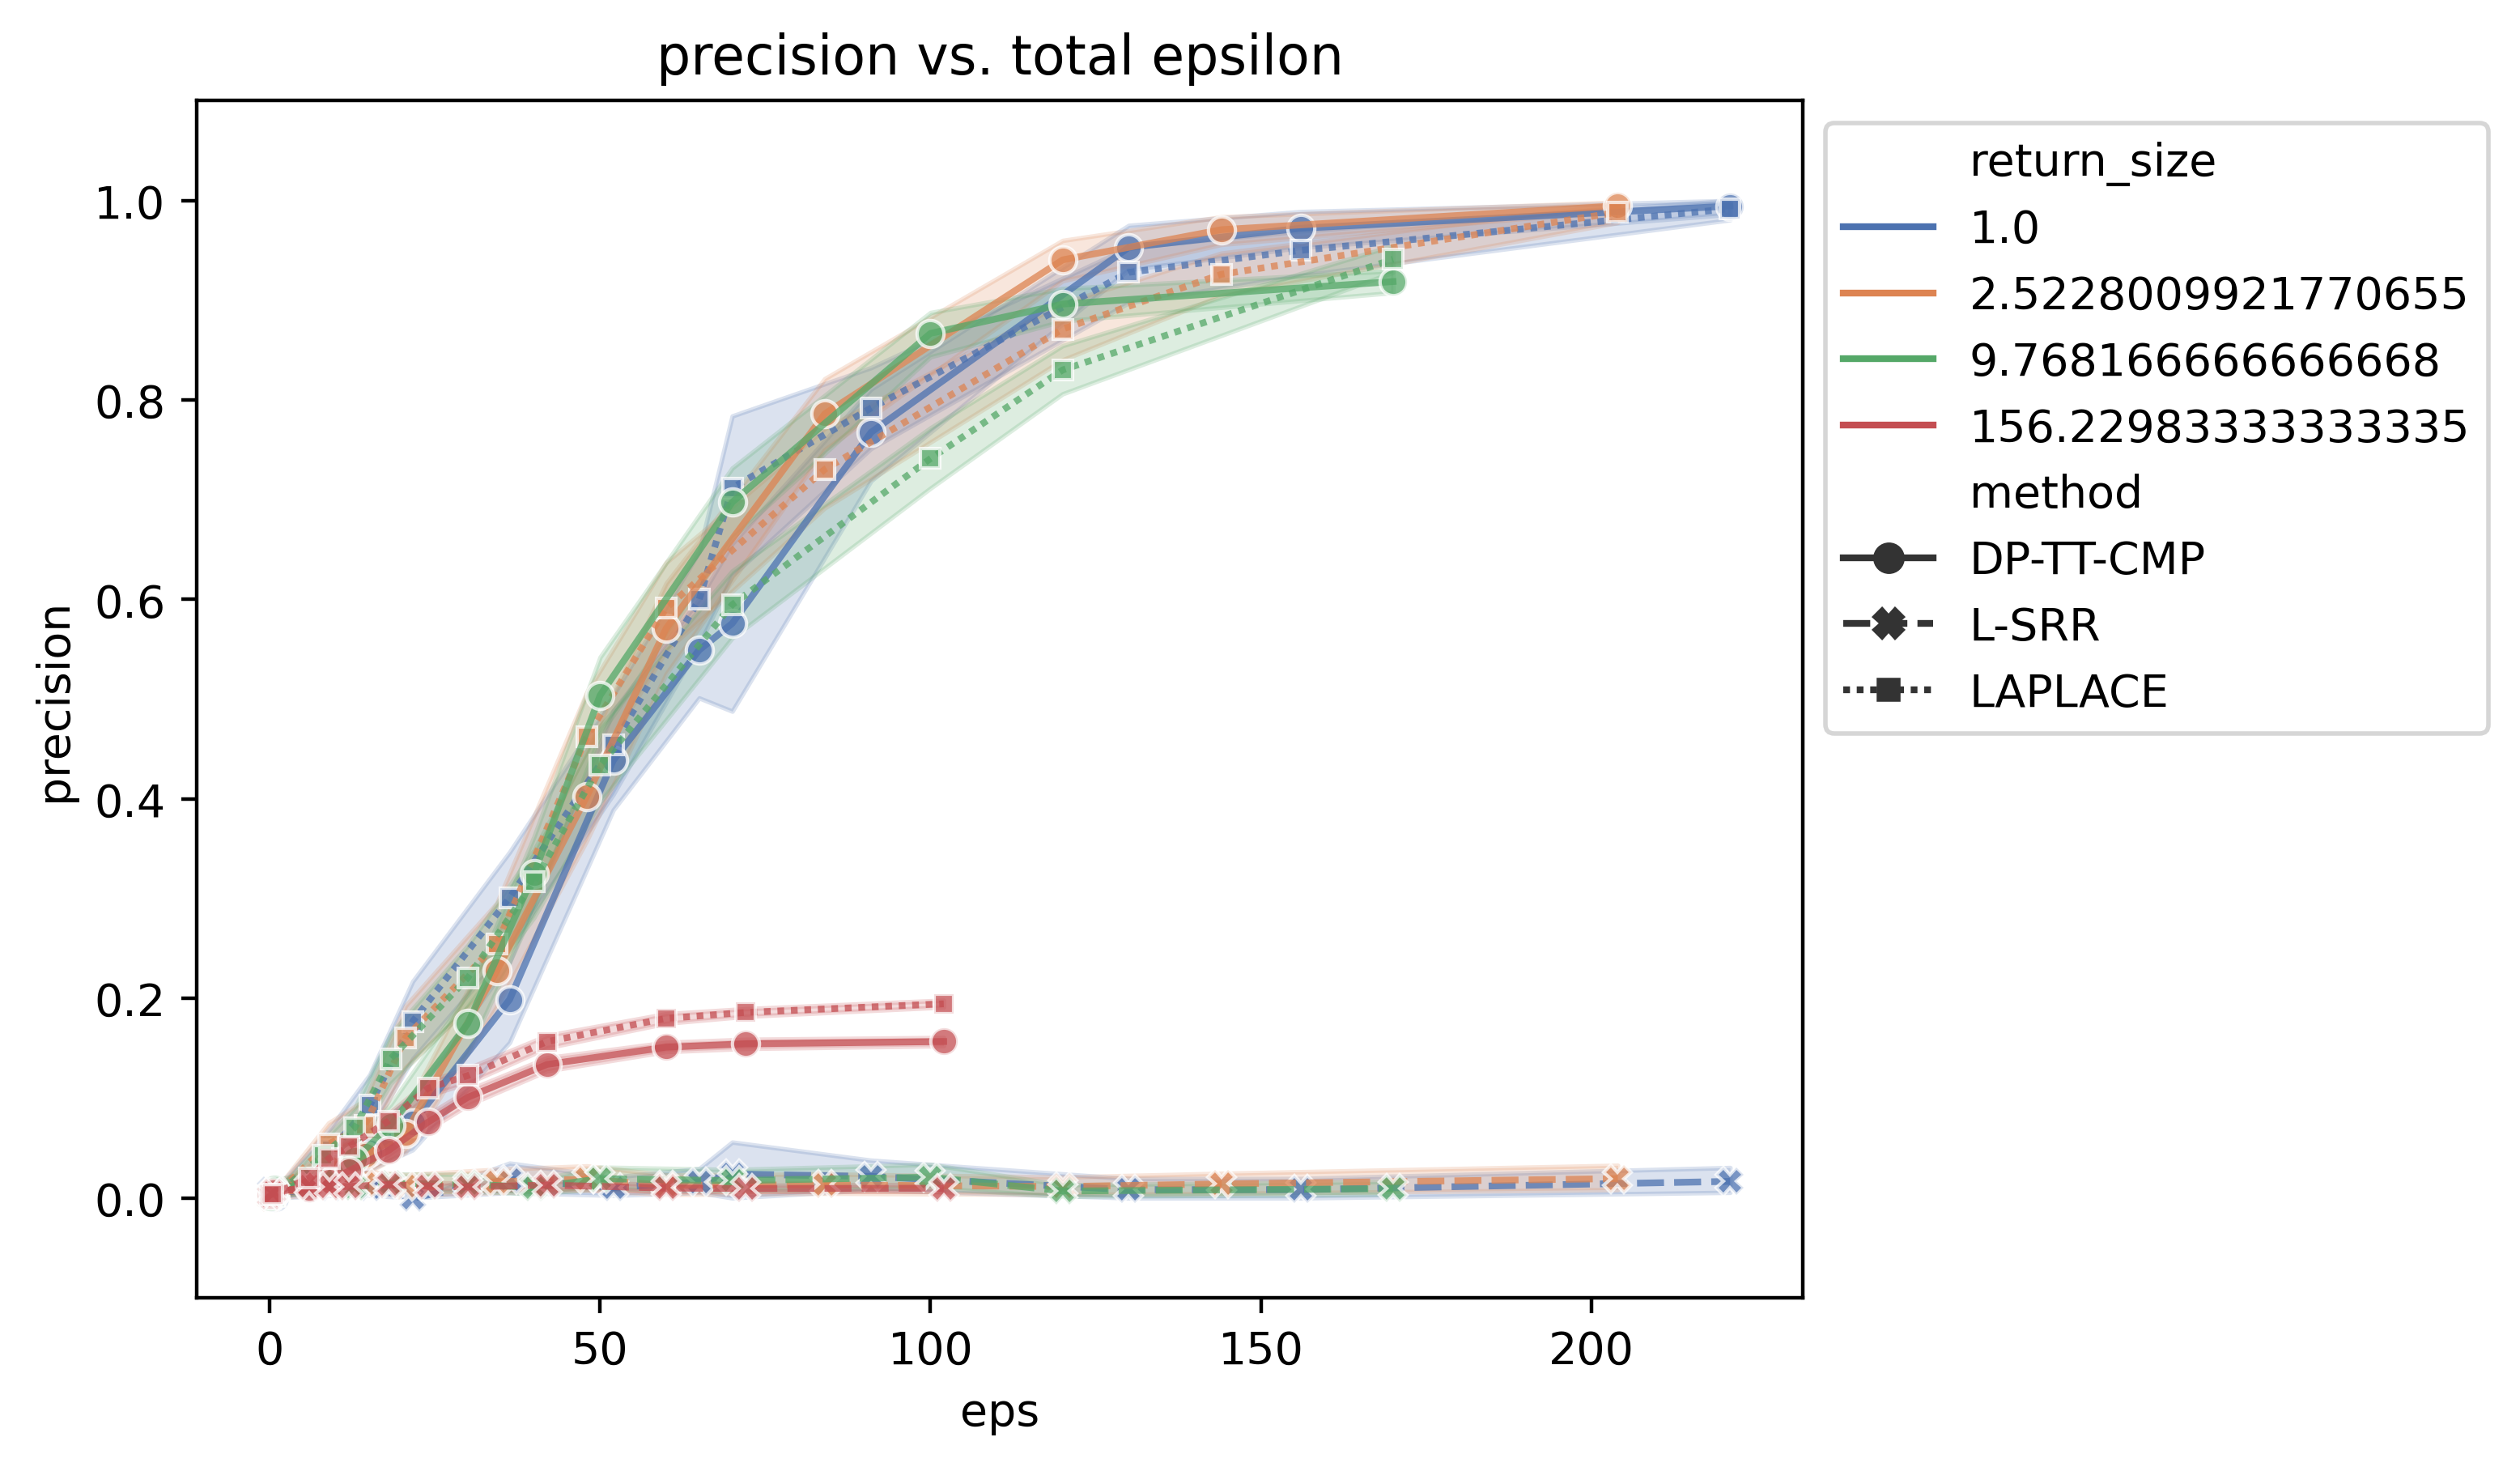 precision vs. total epsilon
precision
1.0
0.8
0.6
0.4
0.2
0.0
0 50 100 150 200
eps
return_size
1.0
2.5228009921770655
9.768166666666668
156.22983333333335
method
DP-TT-CMP
L-SRR
LAPLACE